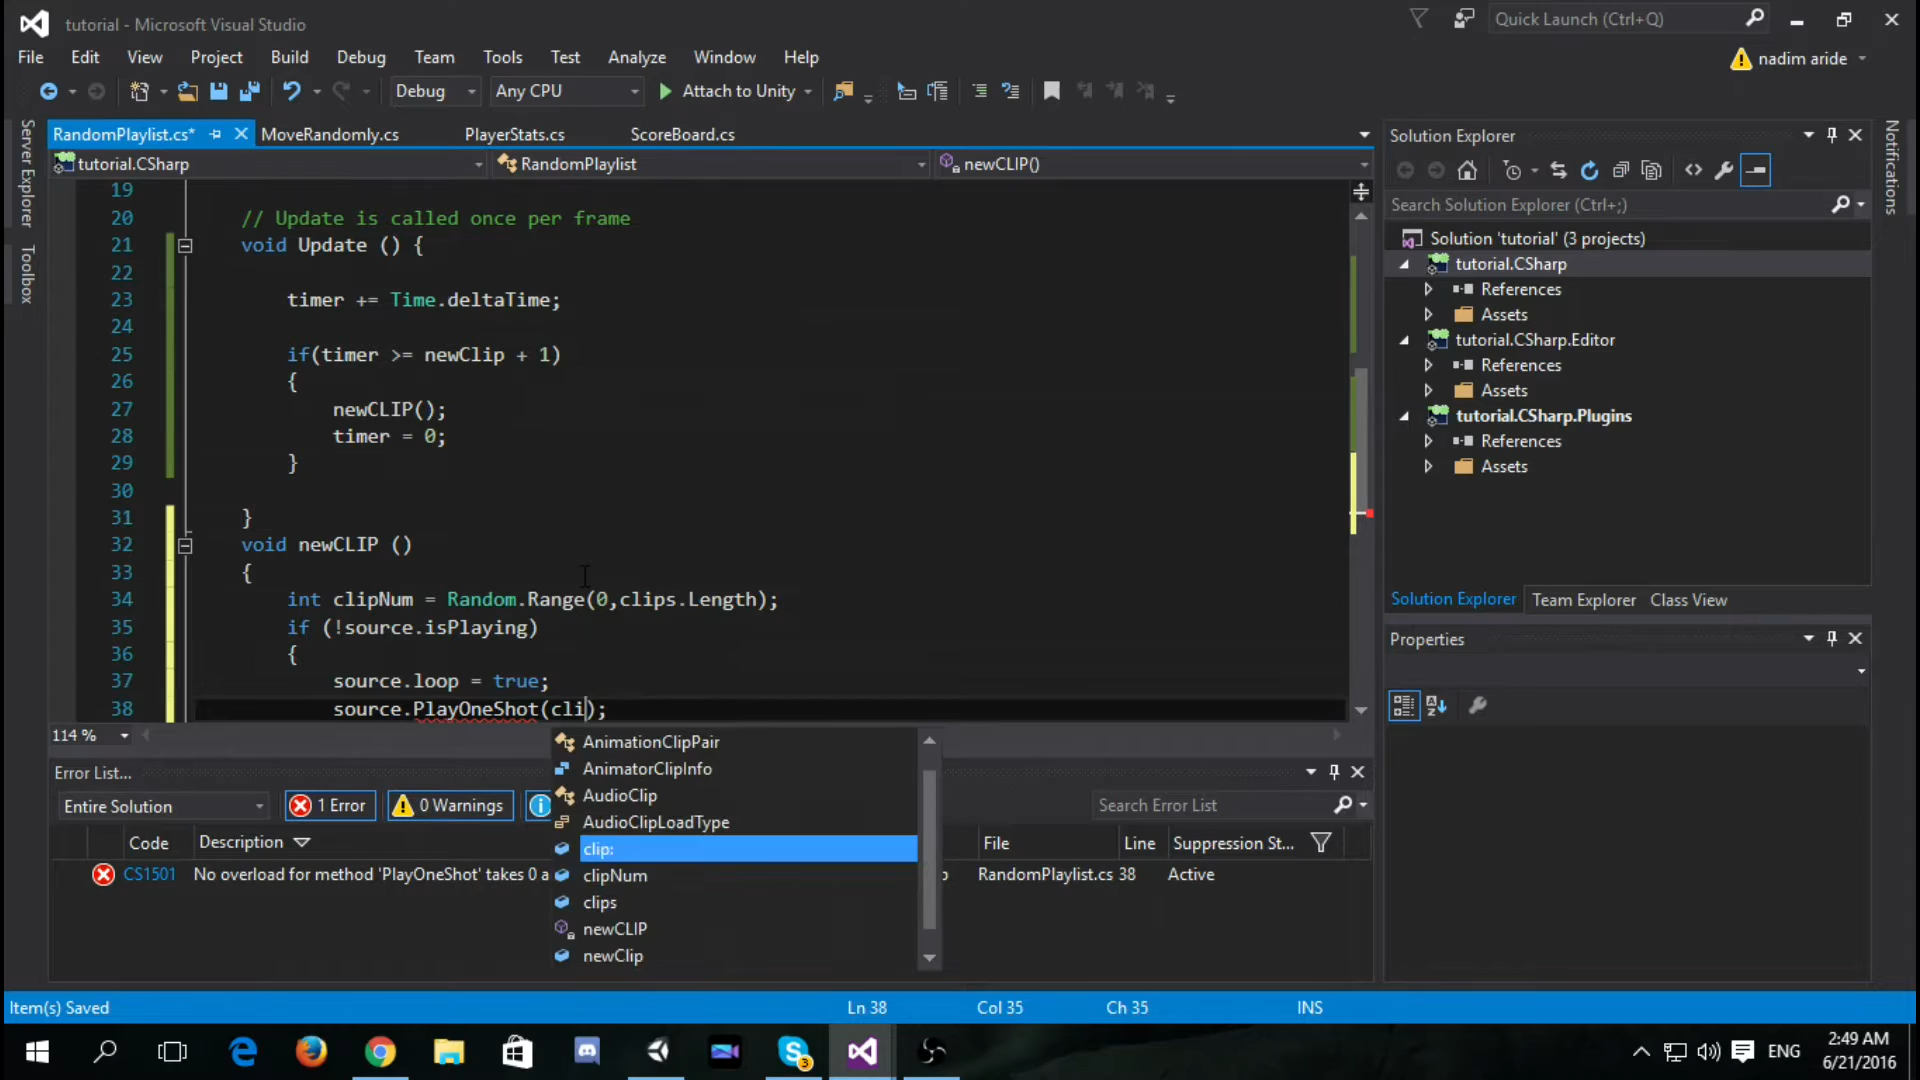 tutorial - Microsoft Visual Studio
Quick Launch (Ctrl+Q)
File Edit View Project Build Debug Team Tools Test Analyze Window Help
nadim aride
Debug Any CPU Attach to Unity
RandomPlaylist.cs* MoveRandomly.cs PlayerStats.cs ScoreBoard.cs
tutorial.CSharp RandomPlaylist newCLIP()
Server Explorer
Toolbox
19
20 // Update is called once per frame
21 void Update () {
22
23 timer += Time.deltaTime;
24
25 if(timer >= newClip + 1)
26 {
27 newCLIP();
28 timer = 0;
29 }
30
31 }
32 void newCLIP ()
33 {
34 int clipNum = Random.Range(0,clips.Length);
35 if (!source.isPlaying)
36 {
37 source.loop = true;
38 source.PlayOneShot(cli);
114 %
AnimationClipPair
AnimatorClipInfo
AudioClip
AudioClipLoadType
clip:
clipNum
clips
newCLIP
newClip
Error List...
Entire Solution 1 Error 0 Warnings Search Error List
Code Description File Line Suppression St...
CS1501 No overload for method 'PlayOneShot' takes 0 a RandomPlaylist.cs 38 Active
Solution Explorer
Search Solution Explorer (Ctrl+;)
Solution 'tutorial' (3 projects)
tutorial.CSharp
References
Assets
tutorial.CSharp.Editor
References
Assets
tutorial.CSharp.Plugins
References
Assets
Solution Explorer Team Explorer Class View
Properties
Notifications
Item(s) Saved Ln 38 Col 35 Ch 35 INS
3
ENG
2:49 AM
6/21/2016